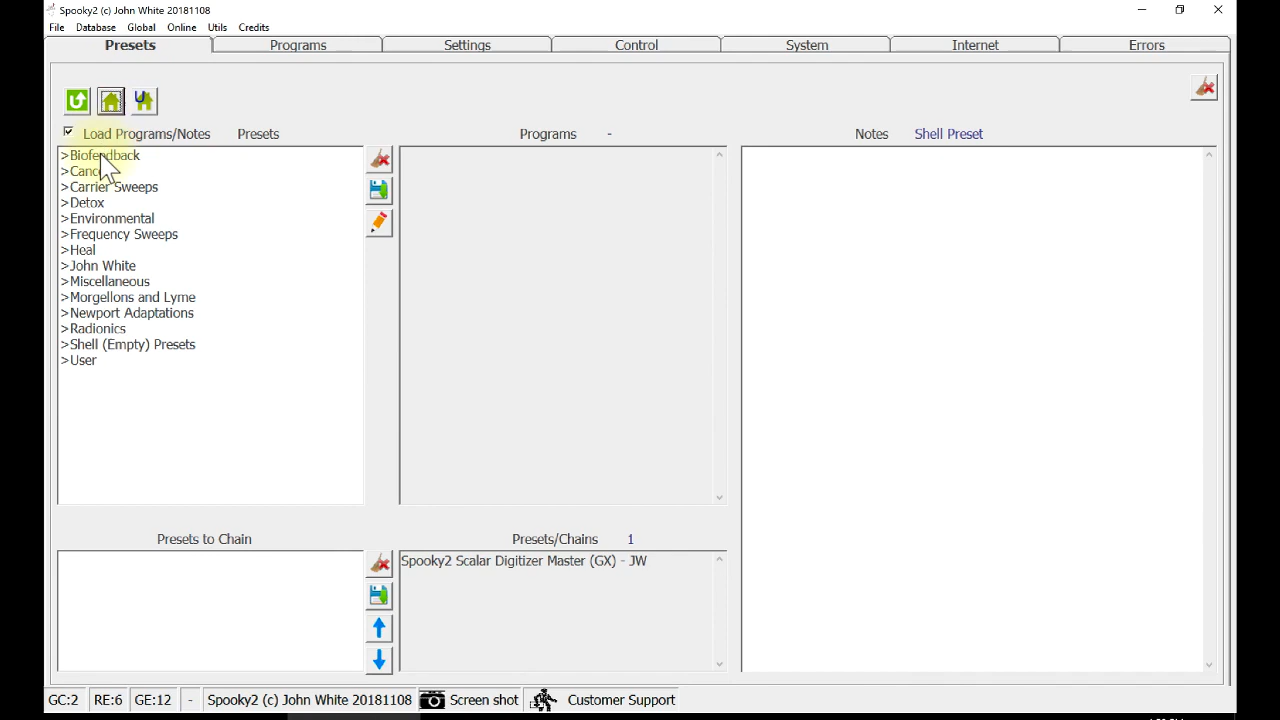 Spooky2 (c) John White 20181108
File Database Global Online Utils Credits
Presets Programs Settings Control System Internet Errors
Load Programs/Notes Presets Programs - Notes Shell Preset
>Biofeedback
>Cancer
>Carrier Sweeps
>Detox
>Environmental
>Frequency Sweeps
>Heal
>John White
>Miscellaneous
>Morgellons and Lyme
>Newport Adaptations
>Radionics
>Shell (Empty) Presets
>User
Presets to Chain Presets/Chains 1
Spooky2 Scalar Digitizer Master (GX) - JW
GC:2 RE:6 GE:12 - Spooky2 (c) John White 20181108 Screen shot Customer Support